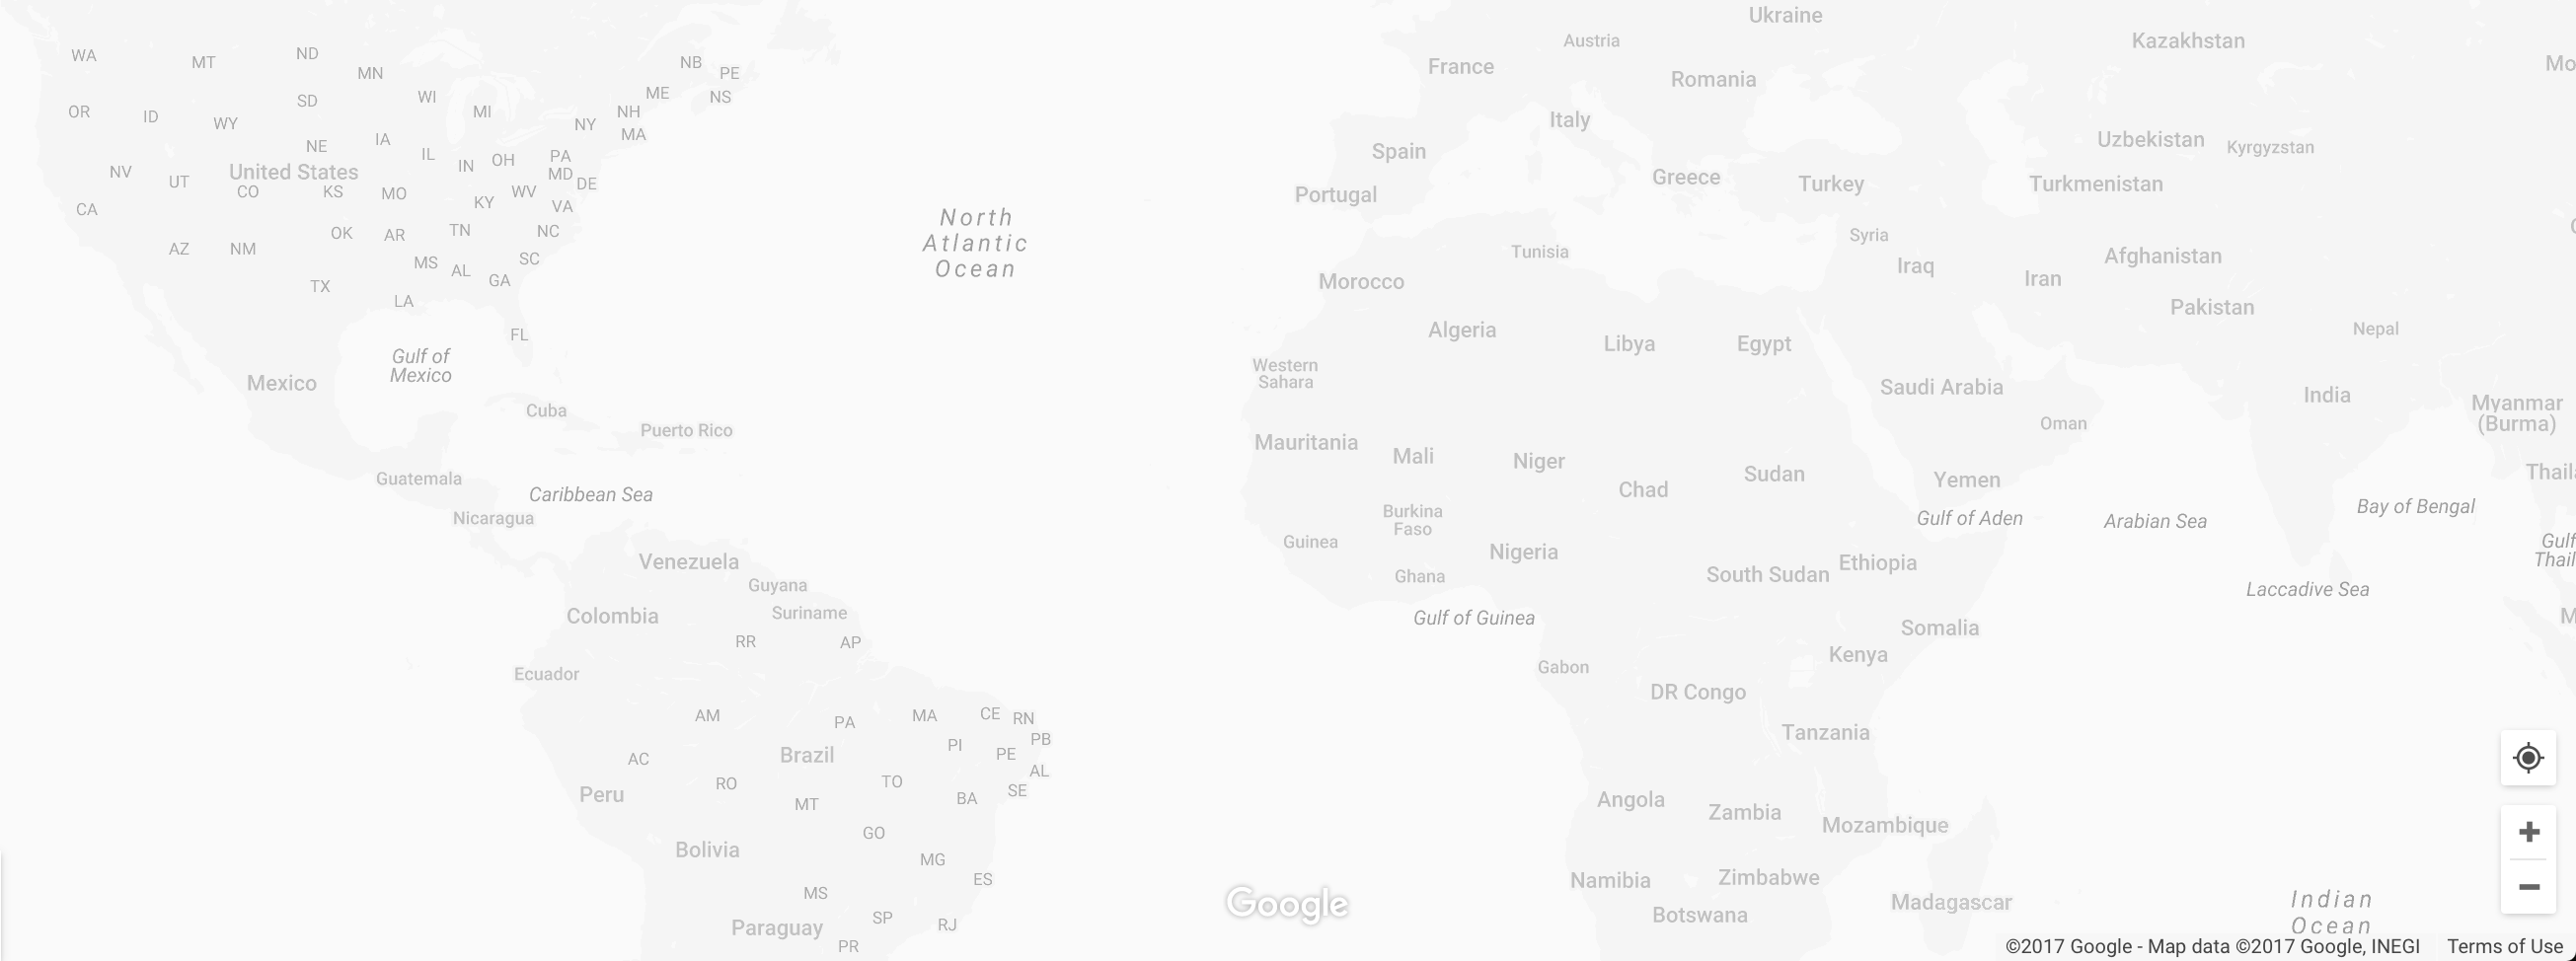 WA
MT
ND
MN
NB
PE
OR
ID
WY
SD
WI
MI
ME
NS
NH
NY
MA
NE
IA
IL
IN
OH
PA
NV
UT
United States
CO
KS
MO
KY
WV
MD
DE
VA
CA
AZ
NM
OK
AR
TN
NC
TX
MS
AL
GA
SC
LA
FL
Gulf of
Mexico
Mexico
Cuba
Puerto Rico
Guatemala
Caribbean Sea
Nicaragua
North
Atlantic
Ocean
Venezuela
Guyana
Colombia
Suriname
RR
AP
Ecuador
AM
PA
MA
CE
RN
PB
PI
PE
AC
Brazil
AL
RO
TO
SE
Peru
MT
BA
GO
Bolivia
MG
ES
MS
SP
RJ
Paraguay
PR
Ukraine
Austria
France
Romania
Kazakhstan
Mo
Italy
Spain
Uzbekistan
Kyrgyzstan
Portugal
Greece
Turkey
Turkmenistan
Tunisia
Syria
Morocco
Iraq
Iran
Afghanistan
Pakistan
Algeria
Libya
Egypt
Nepal
Western
Sahara
Saudi Arabia
India
Myanmar
(Burma)
Oman
Mauritania
Mali
Niger
Chad
Sudan
Yemen
Thail
Burkina
Faso
Gulf of Aden
Arabian Sea
Bay of Bengal
Guinea
Nigeria
Ghana
South Sudan
Ethiopia
Gulf
Thail
Laccadive Sea
Gulf of Guinea
Somalia
M
Gabon
Kenya
DR Congo
Tanzania
Angola
Zambia
Mozambique
Namibia
Zimbabwe
Botswana
Madagascar
Indian
Ocean
Google
©2017 Google - Map data ©2017 Google, INEGI
Terms of Use